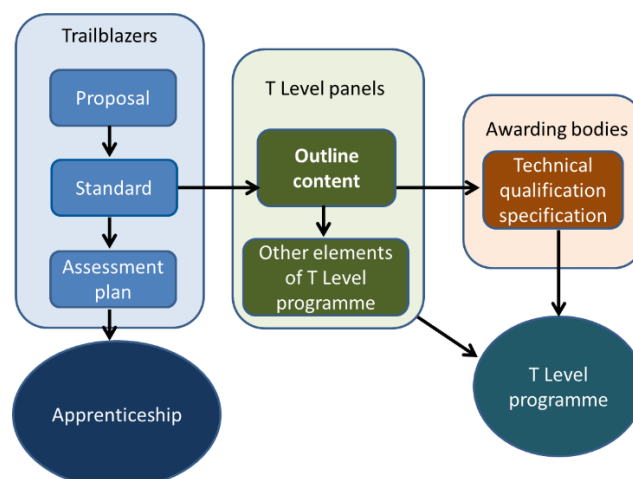 Trailblazers
Proposal
Standard
Assessment
plan
Apprenticeship
T Level panels
Outline
content
Other elements
of T Level
programme
Awarding bodies
Technical
qualification
specification
T Level
programme